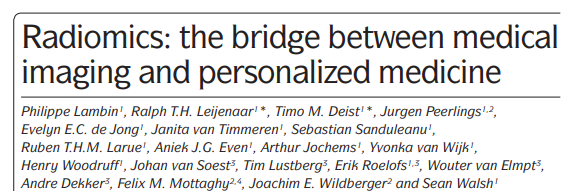 Radiomics: the bridge between medical
imaging and personalized medicine
Philippe Lambin¹, Ralph T.H. Leijenaar¹*, Timo M. Deist¹*, Jurgen Peerlings¹,²,
Evelyn E.C. de Jong¹, Janita van Timmeren¹, Sebastian Sanduleanu¹,
Ruben T.H.M. Larue¹, Aniek J.G. Even¹, Arthur Jochems¹, Yvonka van Wijk¹,
Henry Woodruff¹, Johan van Soest³, Tim Lustberg³, Erik Roelofs¹,³, Wouter van Elmpt³,
Andre Dekker³, Felix M. Mottaghy²,⁴, Joachim E. Wildberger² and Sean Walsh¹